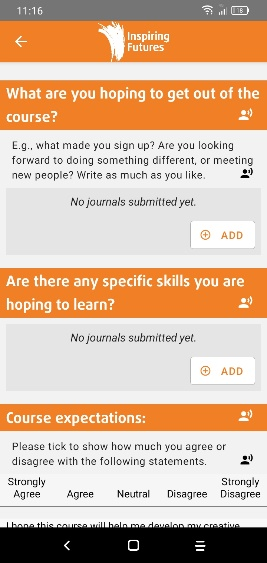 11:16
Inspiring
Futures
What are you hoping to get out of the
course?
E.g., what made you sign up? Are you looking
forward to doing something different, or meeting
new people? Write as much as you like.
No journals submitted yet.
ADD
Are there any specific skills you are
hoping to learn?
No journals submitted yet.
ADD
Course expectations:
Please tick to show how much you agree or
disagree with the following statements.
Strongly Agree Agree Neutral Disagree Strongly Disagree
I hope this course will help me develop my creative